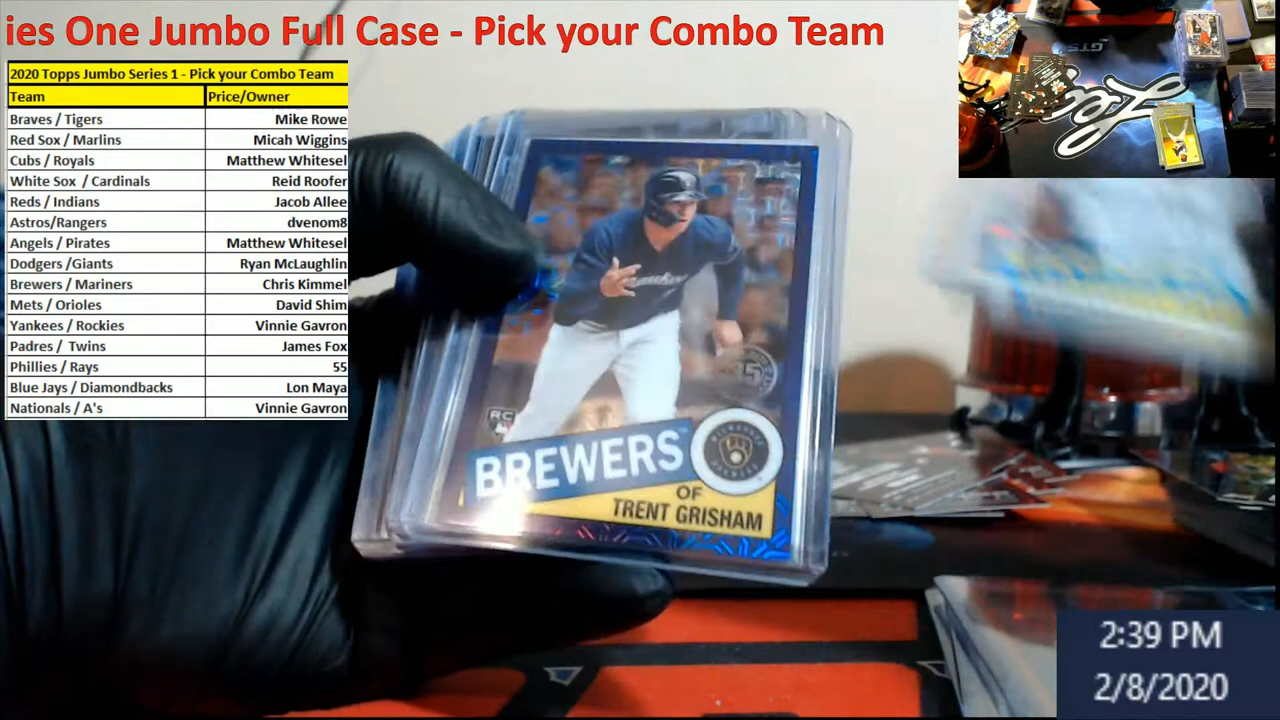 ies One Jumbo Full Case - Pick your Combo Team
2020 Topps Jumbo Series 1 - Pick your Combo Team
Team Price/Owner
Braves / Tigers Mike Rowe
Red Sox / Marlins Micah Wiggins
Cubs / Royals Matthew Whitesel
White Sox / Cardinals Reid Roofer
Reds / Indians Jacob Allee
Astros/Rangers dvenom8
Angels / Pirates Matthew Whitesel
Dodgers /Giants Ryan McLaughlin
Brewers / Mariners Chris Kimmel
Mets / Orioles David Shim
Yankees / Rockies Vinnie Gavron
Padres / Twins James Fox
Phillies / Rays 55
Blue Jays / Diamondbacks Lon Maya
Nationals / A's Vinnie Gavron
RC
BREWERS™
OF
TRENT GRISHAM
2:39 PM
2/8/2020